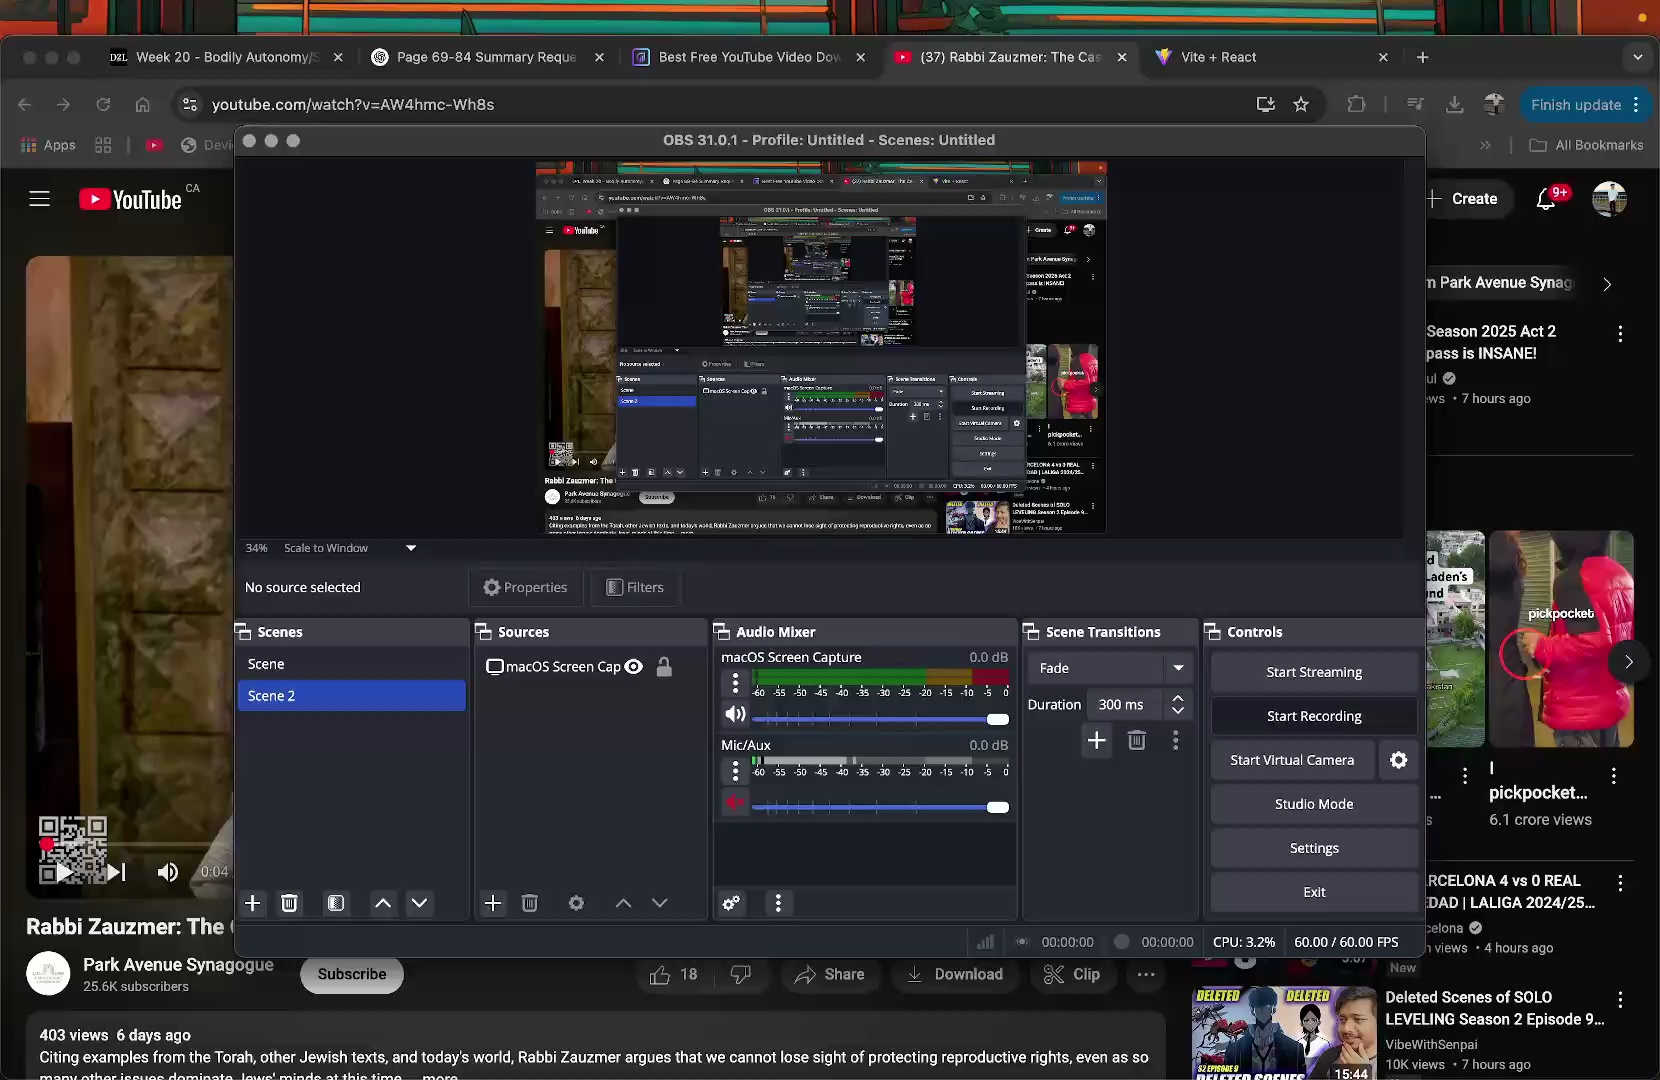 D2L Week 20 - Bodily Autonomy/S
Page 69-84 Summary Reque
Best Free YouTube Video Dow
(37) Rabbi Zauzmer: The Cas
Vite + React
youtube.com/watch?v=AW4hmc-Wh8s
Finish update
Apps
All Bookmarks
OBS 31.0.1 - Profile: Untitled - Scenes: Untitled
YouTube CA
Create
9+
m Park Avenue Synag
Season 2025 Act 2
pass is INSANE!
7 hours ago
34% Scale to Window
No source selected
Properties
Filters
Scenes
Sources
Audio Mixer
Scene Transitions
Controls
Scene
Scene 2
macOS Screen Cap
macOS Screen Capture 0.0 dB
-60 -55 -50 -45 -40 -35 -30 -25 -20 -15 -10 -5 0
Mic/Aux 0.0 dB
-60 -55 -50 -45 -40 -35 -30 -25 -20 -15 -10 -5 0
Fade
Duration 300 ms
Start Streaming
Start Recording
Start Virtual Camera
Studio Mode
Settings
Exit
00:00:00
00:00:00
CPU: 3.2%
60.00 / 60.00 FPS
Laden's
pickpocket
I
pickpocket...
6.1 crore views
0:04
Rabbi Zauzmer: The
Park Avenue Synagogue
25.6K subscribers
Subscribe
18
Share
Download
Clip
403 views 6 days ago
Citing examples from the Torah, other Jewish texts, and today's world, Rabbi Zauzmer argues that we cannot lose sight of protecting reproductive rights, even as so
many other issues dominate Jews' minds at this time. ...more
RCELONA 4 vs 0 REAL
DAD | LALIGA 2024/25...
celona
views • 4 hours ago
New
DELETED DELETED
S2 EPISODE 9
15:44
Deleted Scenes of SOLO
LEVELING Season 2 Episode 9...
VibeWithSenpai
10K views • 7 hours ago